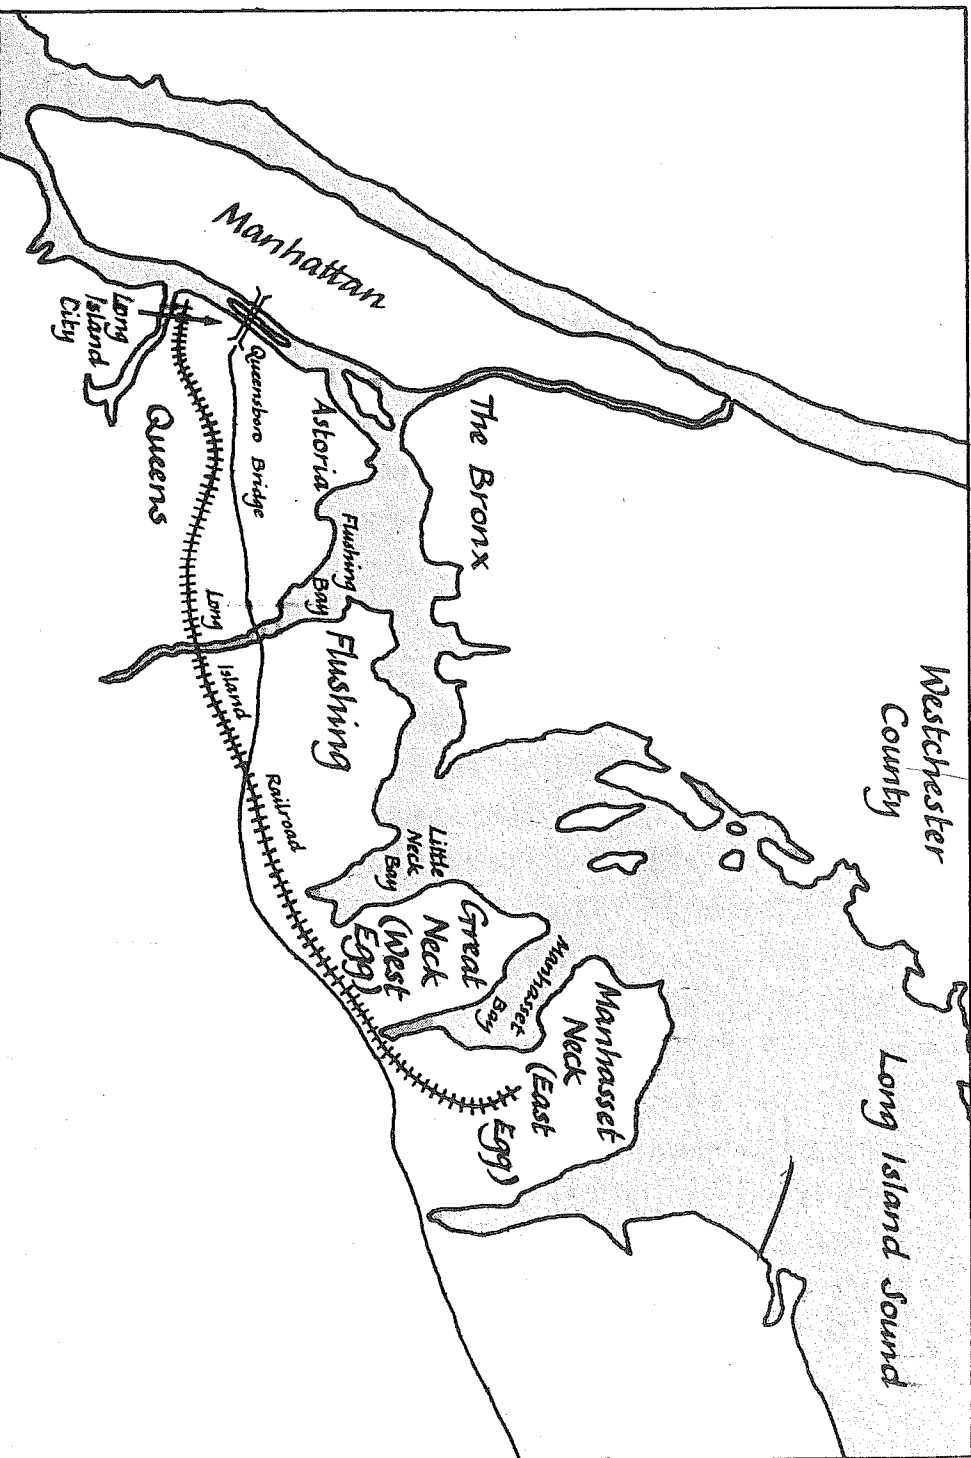 Westchester
County
Long Island Sound
The Bronx
Manhattan
Manhasset
Neck
(East
Egg)
Manhasset
Bay
Great
Neck
(West
Egg)
Little
Neck
Bay
Flushing
Bay
Flushing
Astoria
Queensboro Bridge
Long Island Railroad
Queens
Long
Island
City